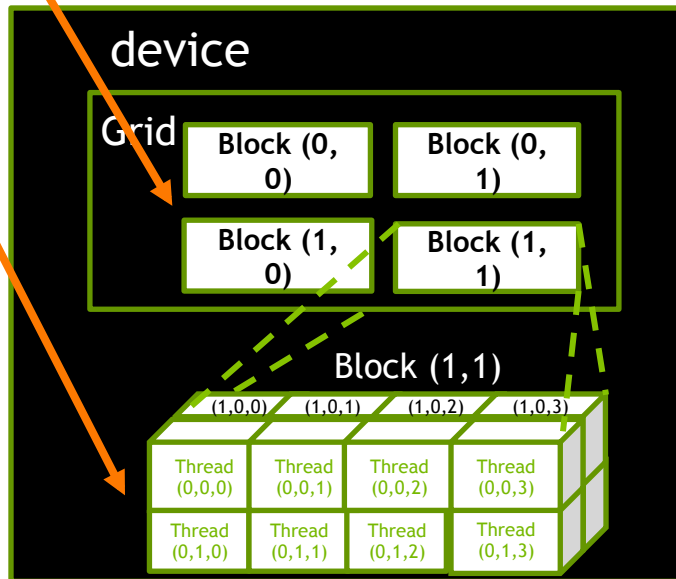 device
Grid
Block (0,
0)
Block (0,
1)
Block (1,
0)
Block (1,
1)
Block (1,1)
(1,0,0)
(1,0,1)
(1,0,2)
(1,0,3)
Thread
(0,0,0)
Thread
(0,0,1)
Thread
(0,0,2)
Thread
(0,0,3)
Thread
(0,1,0)
Thread
(0,1,1)
Thread
(0,1,2)
Thread
(0,1,3)